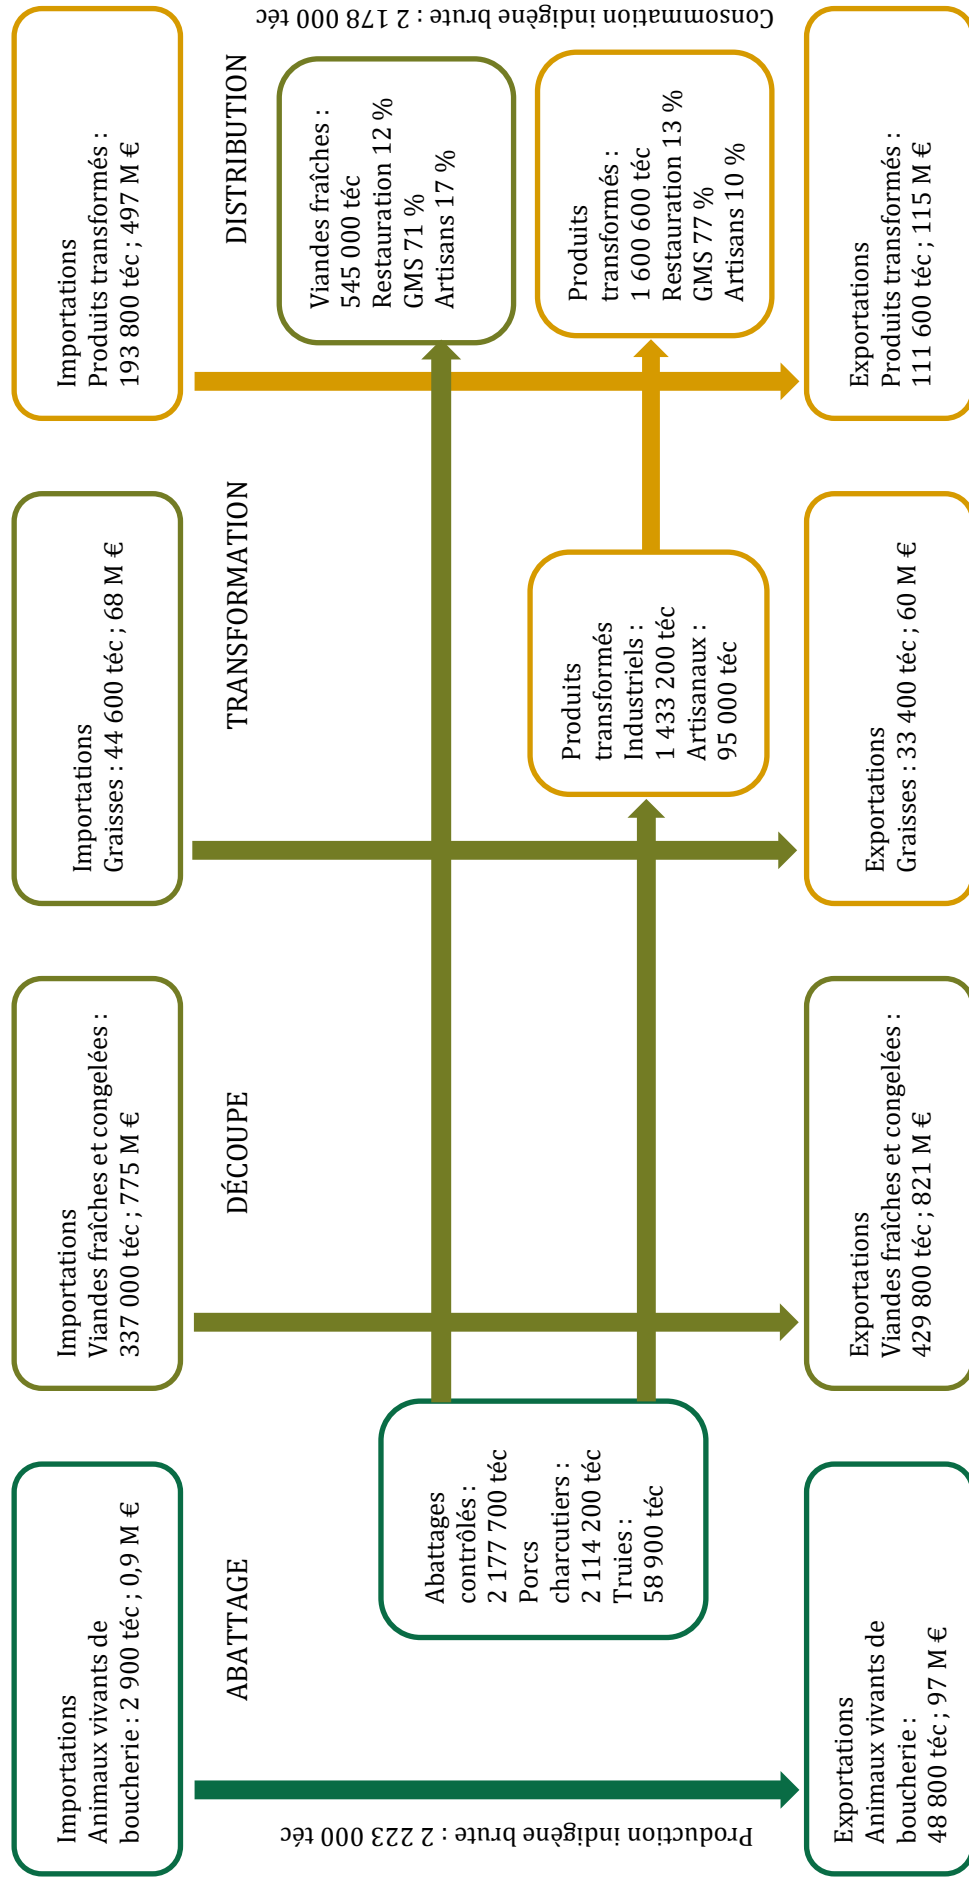 Importations
Animaux vivants de
boucherie : 2 900 téc ; 0,9 M €
Importations
Viandes fraîches et congelées :
337 000 téc ; 775 M €
Importations
Graisses : 44 600 téc ; 68 M €
Importations
Produits transformés :
193 800 téc ; 497 M €
ABATTAGE
DÉCOUPE
TRANSFORMATION
DISTRIBUTION
Production indigène brute : 2 223 000 téc
Abattages
contrôlés :
2 177 700 téc
Porcs
charcutiers :
2 114 200 téc
Truies :
58 900 téc
Produits
transformés
Industriels :
1 433 200 téc
Artisanaux :
95 000 téc
Viandes fraîches :
545 000 téc
Restauration 12 %
GMS 71 %
Artisans 17 %
Produits
transformés :
1 600 600 téc
Restauration 13 %
GMS 77 %
Artisans 10 %
Consommation indigène brute : 2 178 000 téc
Exportations
Animaux vivants de
boucherie :
48 800 téc ; 97 M €
Exportations
Viandes fraîches et congelées :
429 800 téc ; 821 M €
Exportations
Graisses : 33 400 téc ; 60 M €
Exportations
Produits transformés :
111 600 téc ; 115 M €